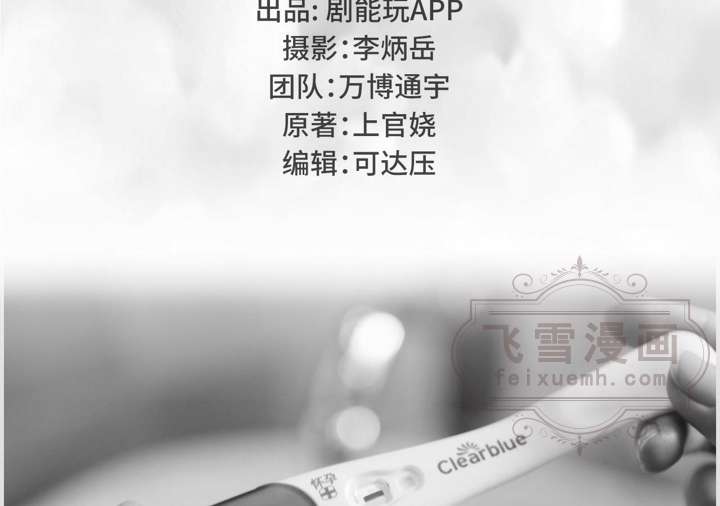 出品: 剧能玩APP
摄影:李炳岳
团队:万博通宇
原著:上官娆
编辑:可达压
飞雪漫画
feixuemh.com
Clearblue
怀孕